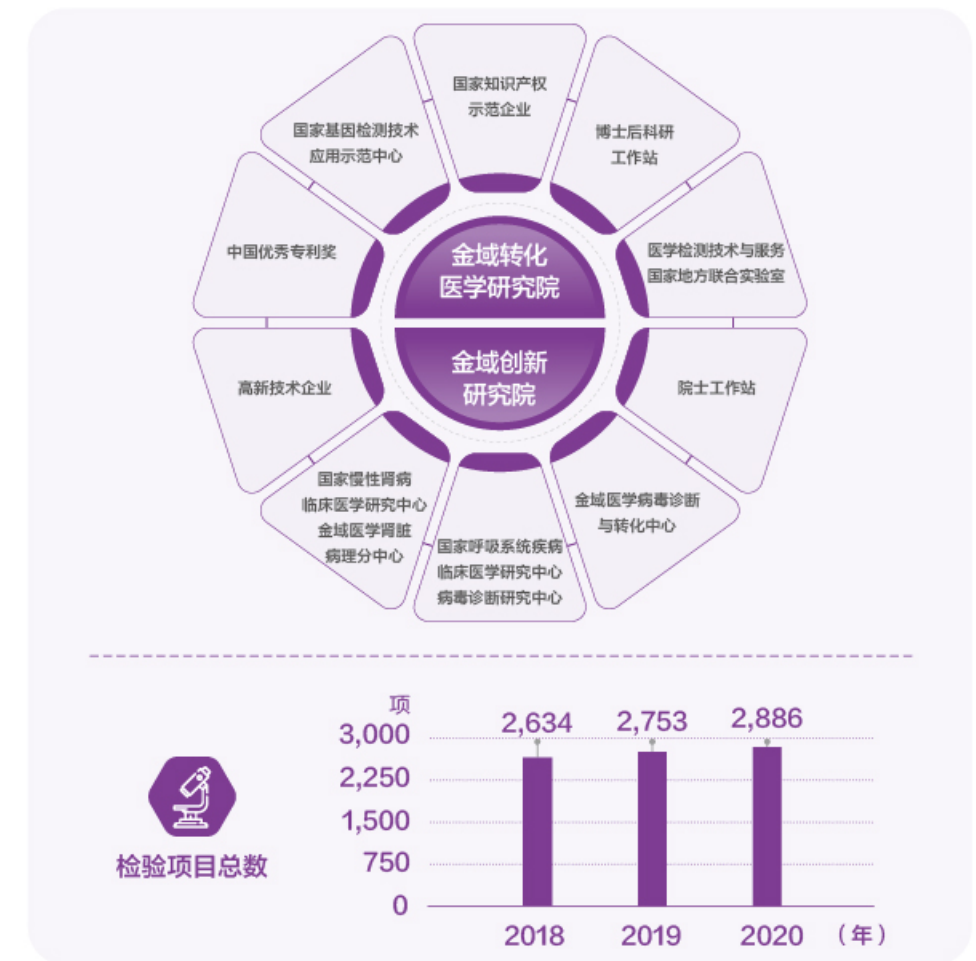 国家知识产权
示范企业
博士后科研
工作站
医学检测技术与服务
国家地方联合实验室
院士工作站
金域医学病毒诊断
与转化中心
国家呼吸系统疾病
临床医学研究中心
病毒诊断研究中心
国家慢性肾病
临床医学研究中心
金域医学肾脏
病理分中心
高新技术企业
中国优秀专利奖
国家基因检测技术
应用示范中心
金域转化
医学研究院
金域创新
研究院
检验项目总数
项
3,000
2,250
1,500
750
0
2,634 2,753 2,886
2018 2019 2020 （年）